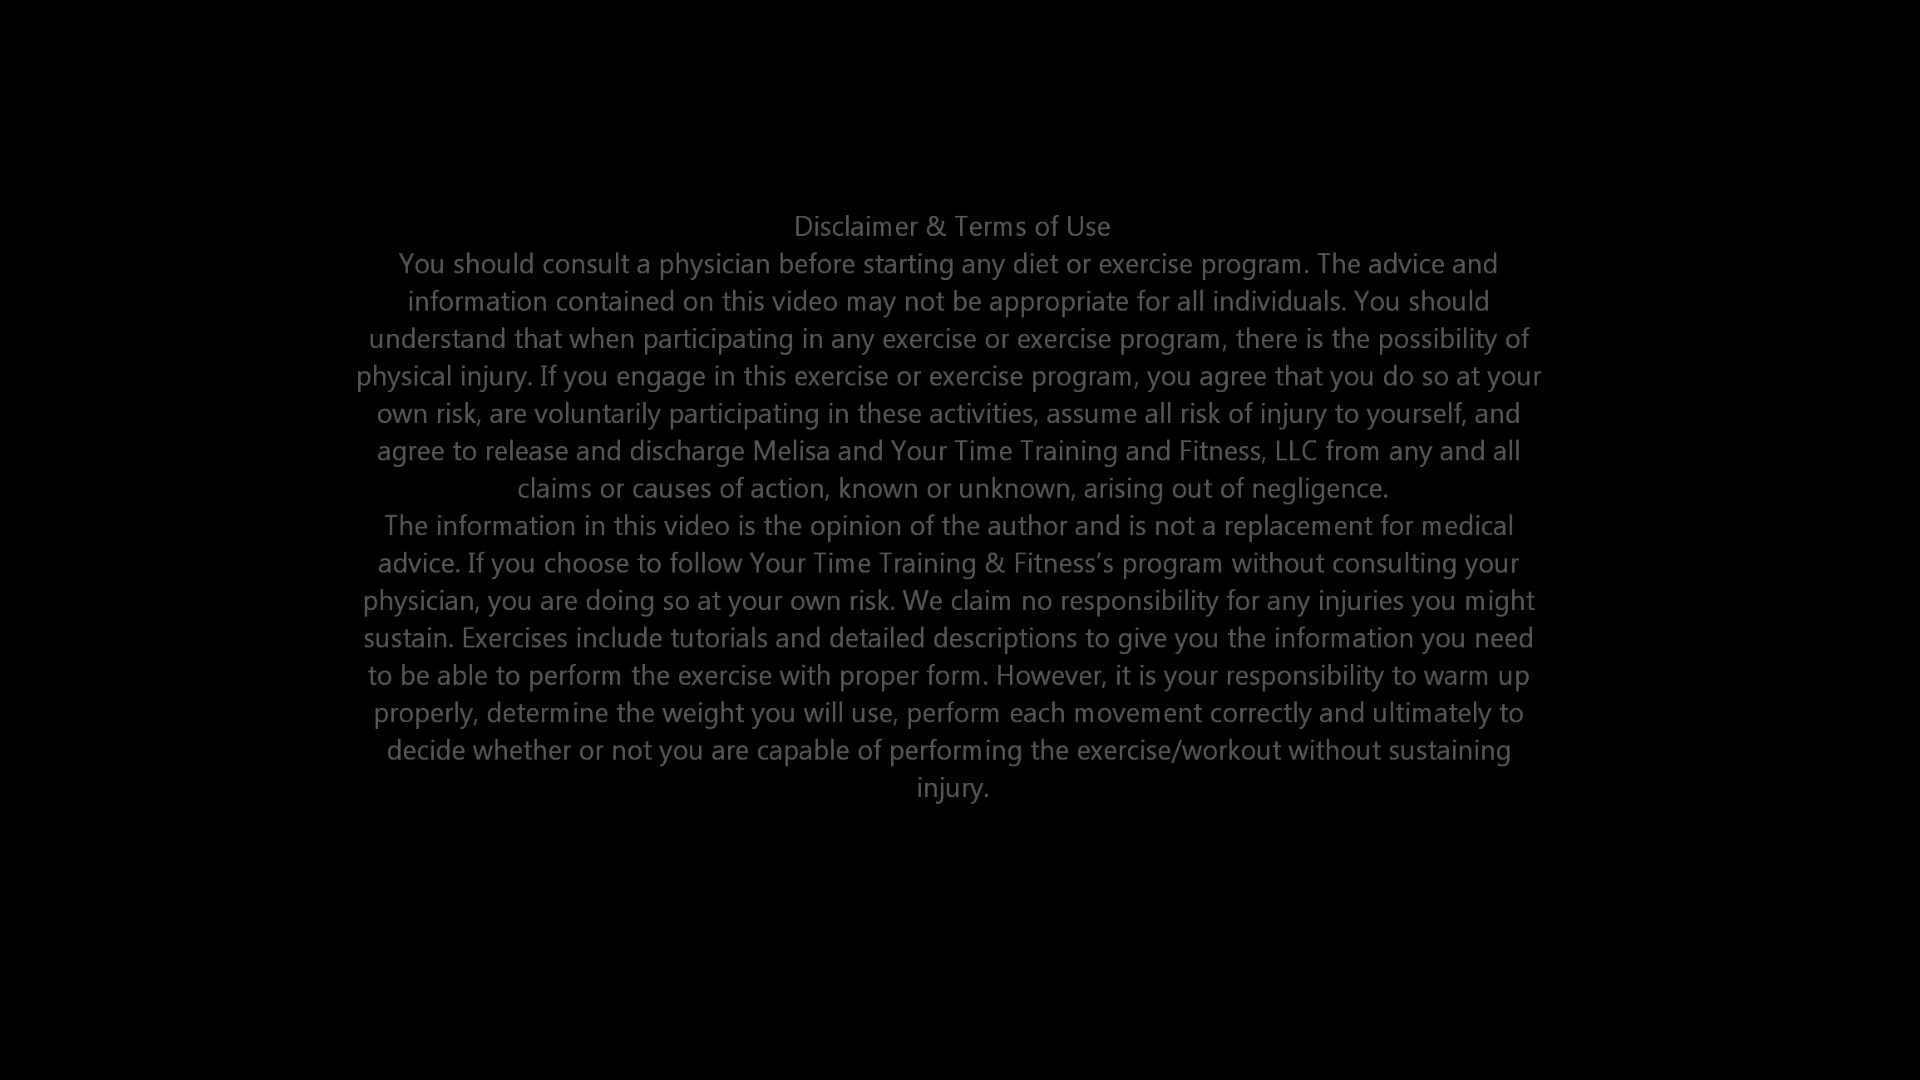 Disclaimer & Terms of Use
You should consult a physician before starting any diet or exercise program. The advice and
information contained on this video may not be appropriate for all individuals. You should
understand that when participating in any exercise or exercise program, there is the possibility of
physical injury. If you engage in this exercise or exercise program, you agree that you do so at your
own risk, are voluntarily participating in these activities, assume all risk of injury to yourself, and
agree to release and discharge Melisa and Your Time Training and Fitness, LLC from any and all
claims or causes of action, known or unknown, arising out of negligence.
The information in this video is the opinion of the author and is not a replacement for medical
advice. If you choose to follow Your Time Training & Fitness’s program without consulting your
physician, you are doing so at your own risk. We claim no responsibility for any injuries you might
sustain. Exercises include tutorials and detailed descriptions to give you the information you need
to be able to perform the exercise with proper form. However, it is your responsibility to warm up
properly, determine the weight you will use, perform each movement correctly and ultimately to
decide whether or not you are capable of performing the exercise/workout without sustaining
injury.